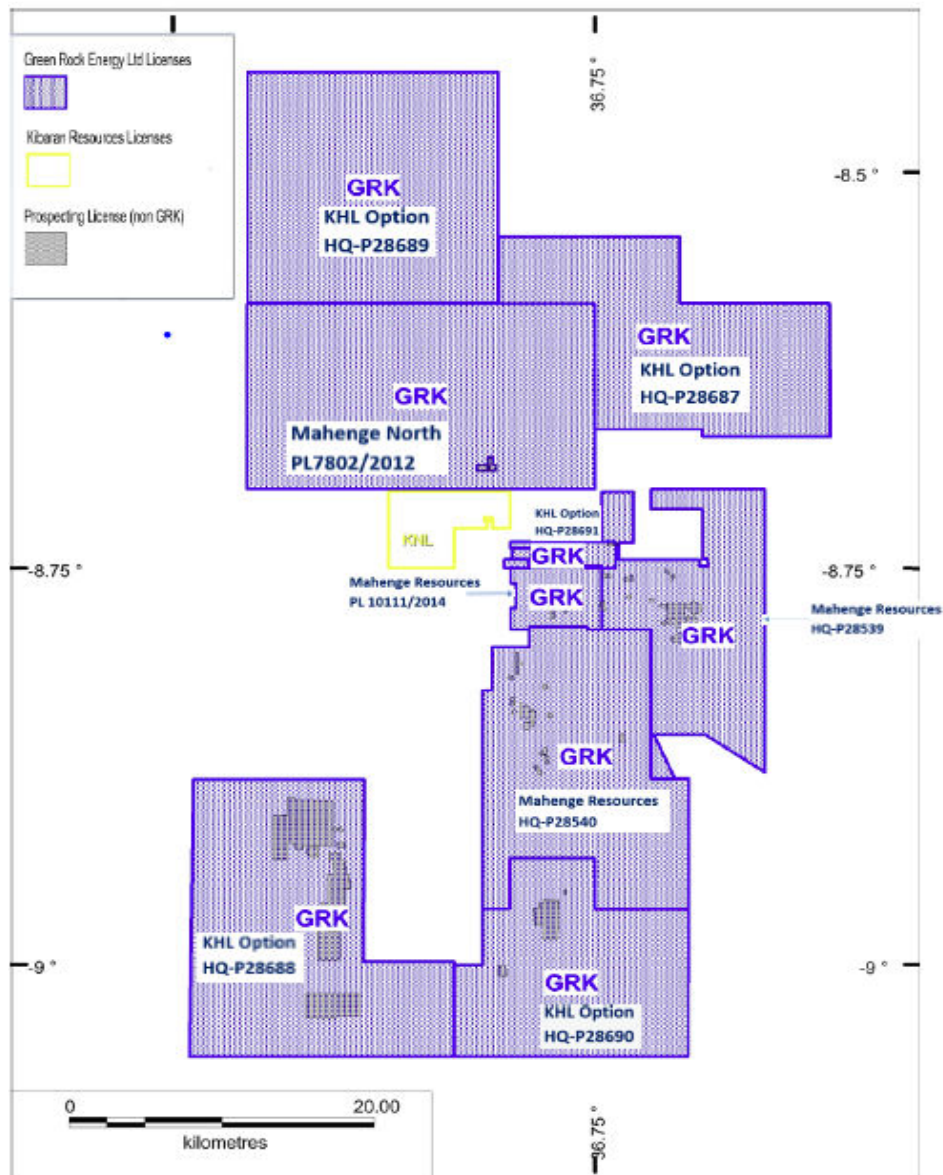 Green Rock Energy Ltd Licenses
Kibaran Resources Licenses
Prospecting License (non GRK)
36.75 °
-8.5 °
GRK
KHL Option
HQ-P28689
GRK
KHL Option
HQ-P28687
GRK
Mahenge North
PL7802/2012
KNL
KHL Option
HQ-P28691
GRK
-8.75 °
-8.75 °
Mahenge Resources
PL 10111/2014
GRK
Mahenge Resources
HQ-P28539
GRK
GRK
Mahenge Resources
HQ-P28540
GRK
KHL Option
HQ-P28688
-9 °
-9 °
GRK
KHL Option
HQ-P28690
0 20.00
kilometres
36.75 °